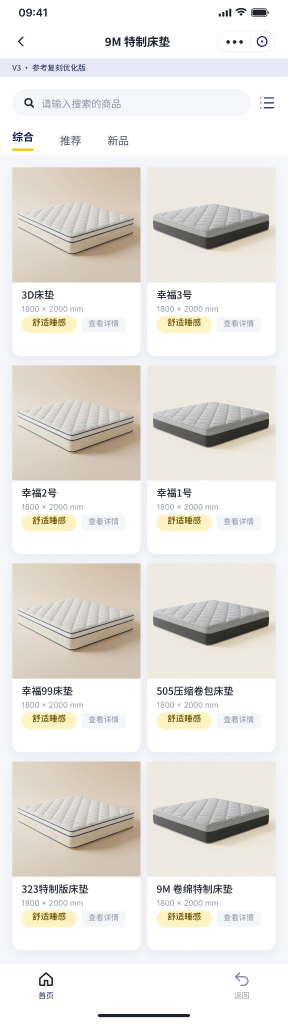 09:41
9M 特制床垫
V3 · 参考复刻优化版
请输入搜索的商品
综合 推荐 新品
3D床垫
1800 × 2000 mm
舒适睡感 查看详情
幸福3号
1800 × 2000 mm
舒适睡感 查看详情
幸福2号
1800 × 2000 mm
舒适睡感 查看详情
幸福1号
1800 × 2000 mm
舒适睡感 查看详情
幸福99床垫
1800 × 2000 mm
舒适睡感 查看详情
505压缩卷包床垫
1800 × 2000 mm
舒适睡感 查看详情
323特制版床垫
1800 × 2000 mm
舒适睡感 查看详情
9M 卷绵特制床垫
1800 × 2000 mm
舒适睡感 查看详情
首页 返回